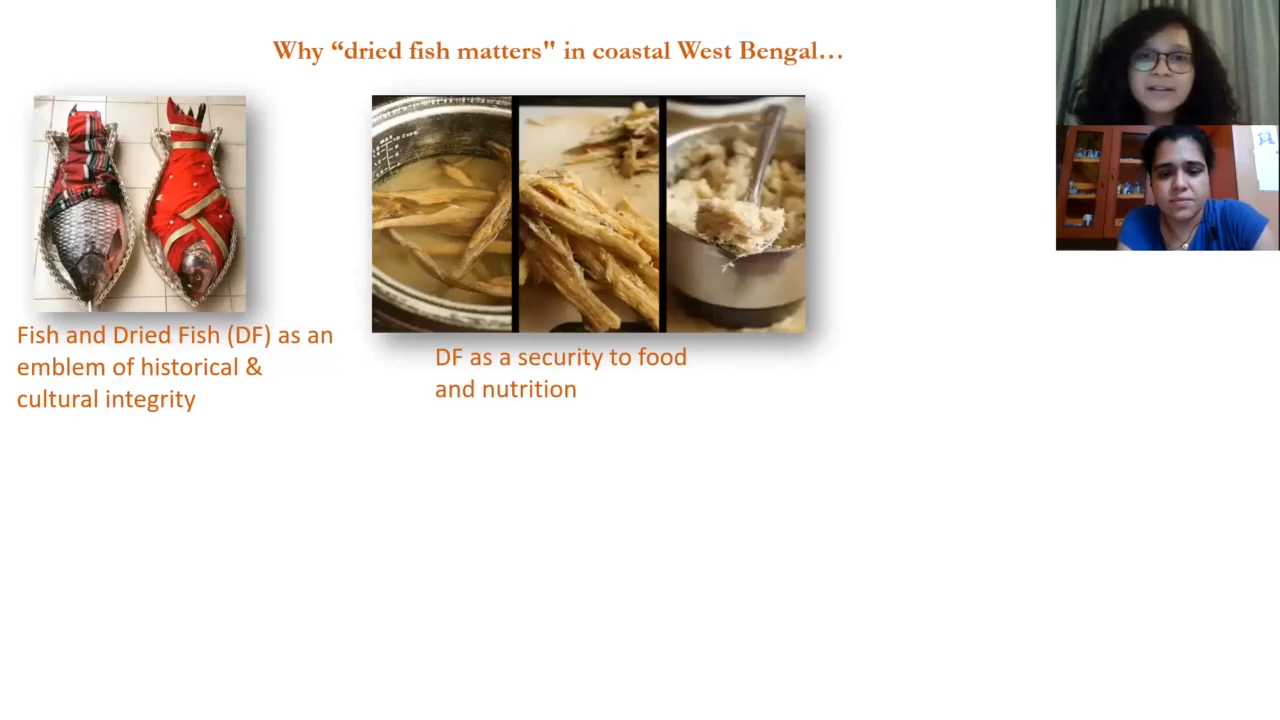 Why “dried fish matters" in coastal West Bengal…
Fish and Dried Fish (DF) as an
emblem of historical &
cultural integrity
DF as a security to food
and nutrition